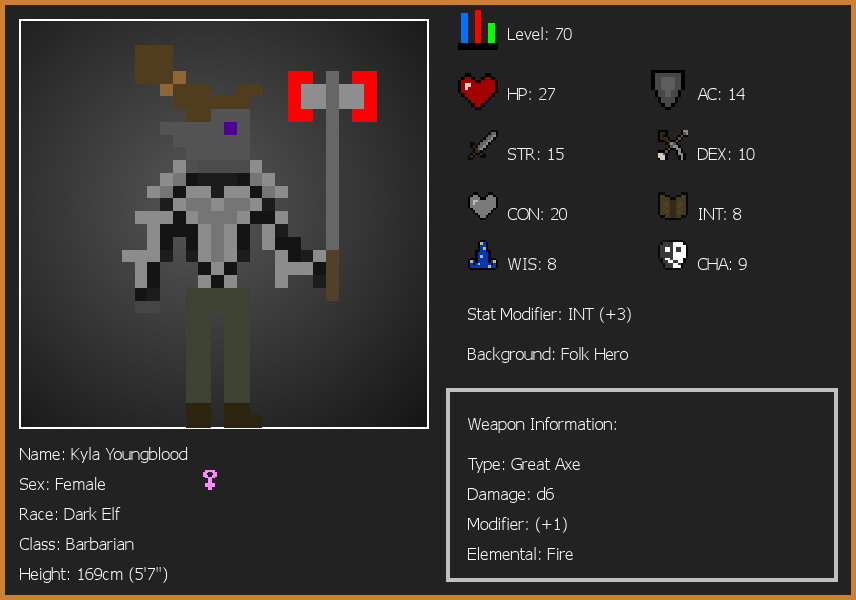 Level: 70
HP: 27
AC: 14
STR: 15
DEX: 10
CON: 20
INT: 8
WIS: 8
CHA: 9
Stat Modifier: INT (+3)
Background: Folk Hero
Weapon Information:
Type: Great Axe
Damage: d6
Modifier: (+1)
Elemental: Fire
Name: Kyla Youngblood
Sex: Female
Race: Dark Elf
Class: Barbarian
Height: 169cm (5'7")